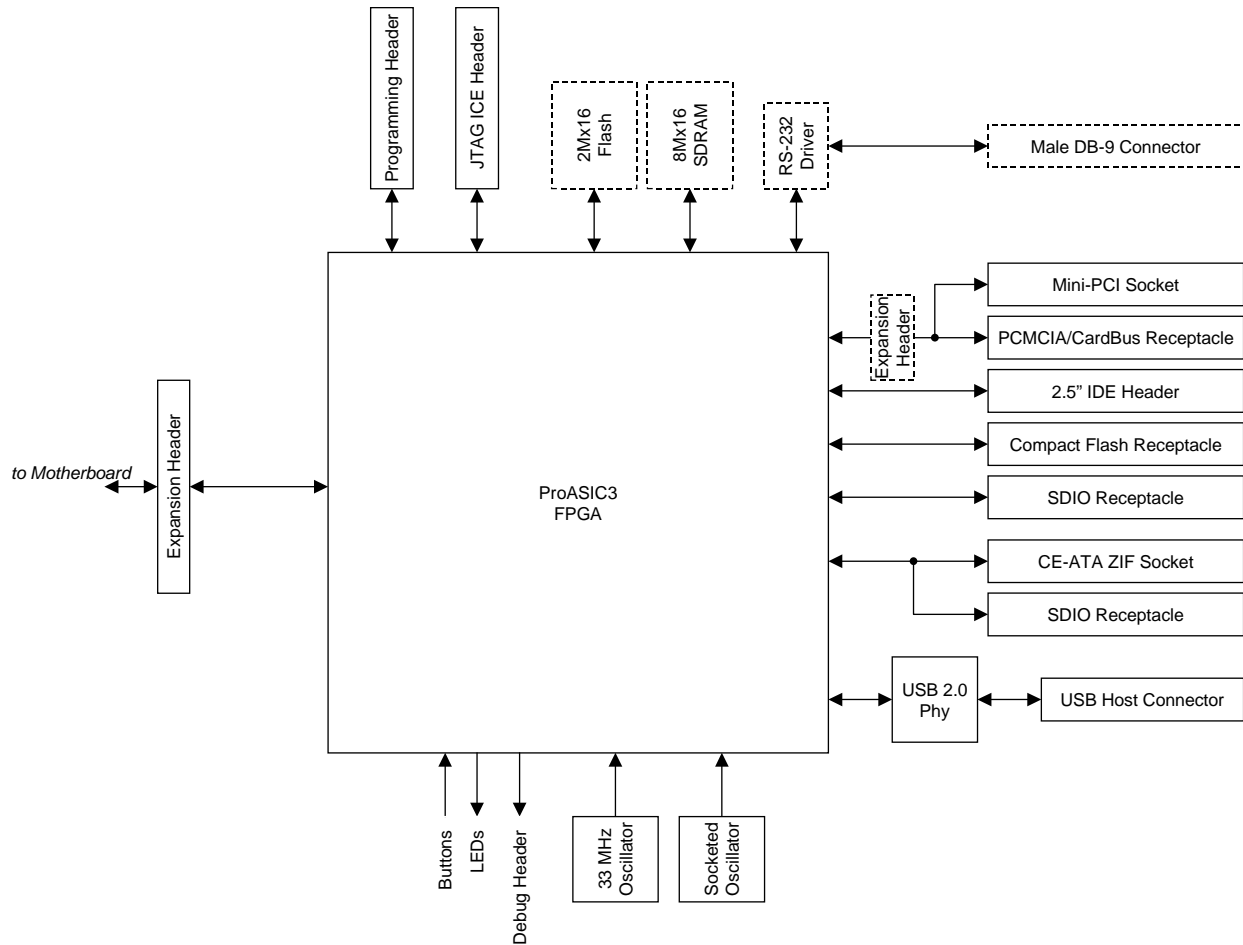 Programming Header
JTAG ICE Header
2Mx16
Flash
8Mx16
SDRAM
RS-232
Driver
Male DB-9 Connector
Mini-PCI Socket
Expansion
Header
PCMCIA/CardBus Receptacle
2.5” IDE Header
Compact Flash Receptacle
to Motherboard
Expansion Header
ProASIC3
FPGA
SDIO Receptacle
CE-ATA ZIF Socket
SDIO Receptacle
USB 2.0
Phy
USB Host Connector
Buttons
LEDs
Debug Header
33 MHz
Oscillator
Socketed
Oscillator